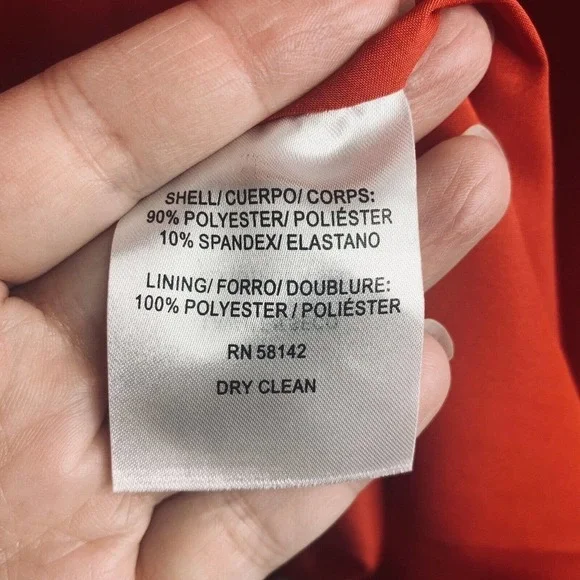 SHELL/ CUERPO/ CORPS:
90% POLYESTER/ POLIÉSTER
10% SPANDEX/ ELASTANO
LINING/ FORRO/ DOUBLURE:
100% POLYESTER / POLIÉSTER
RN 58142
DRY CLEAN